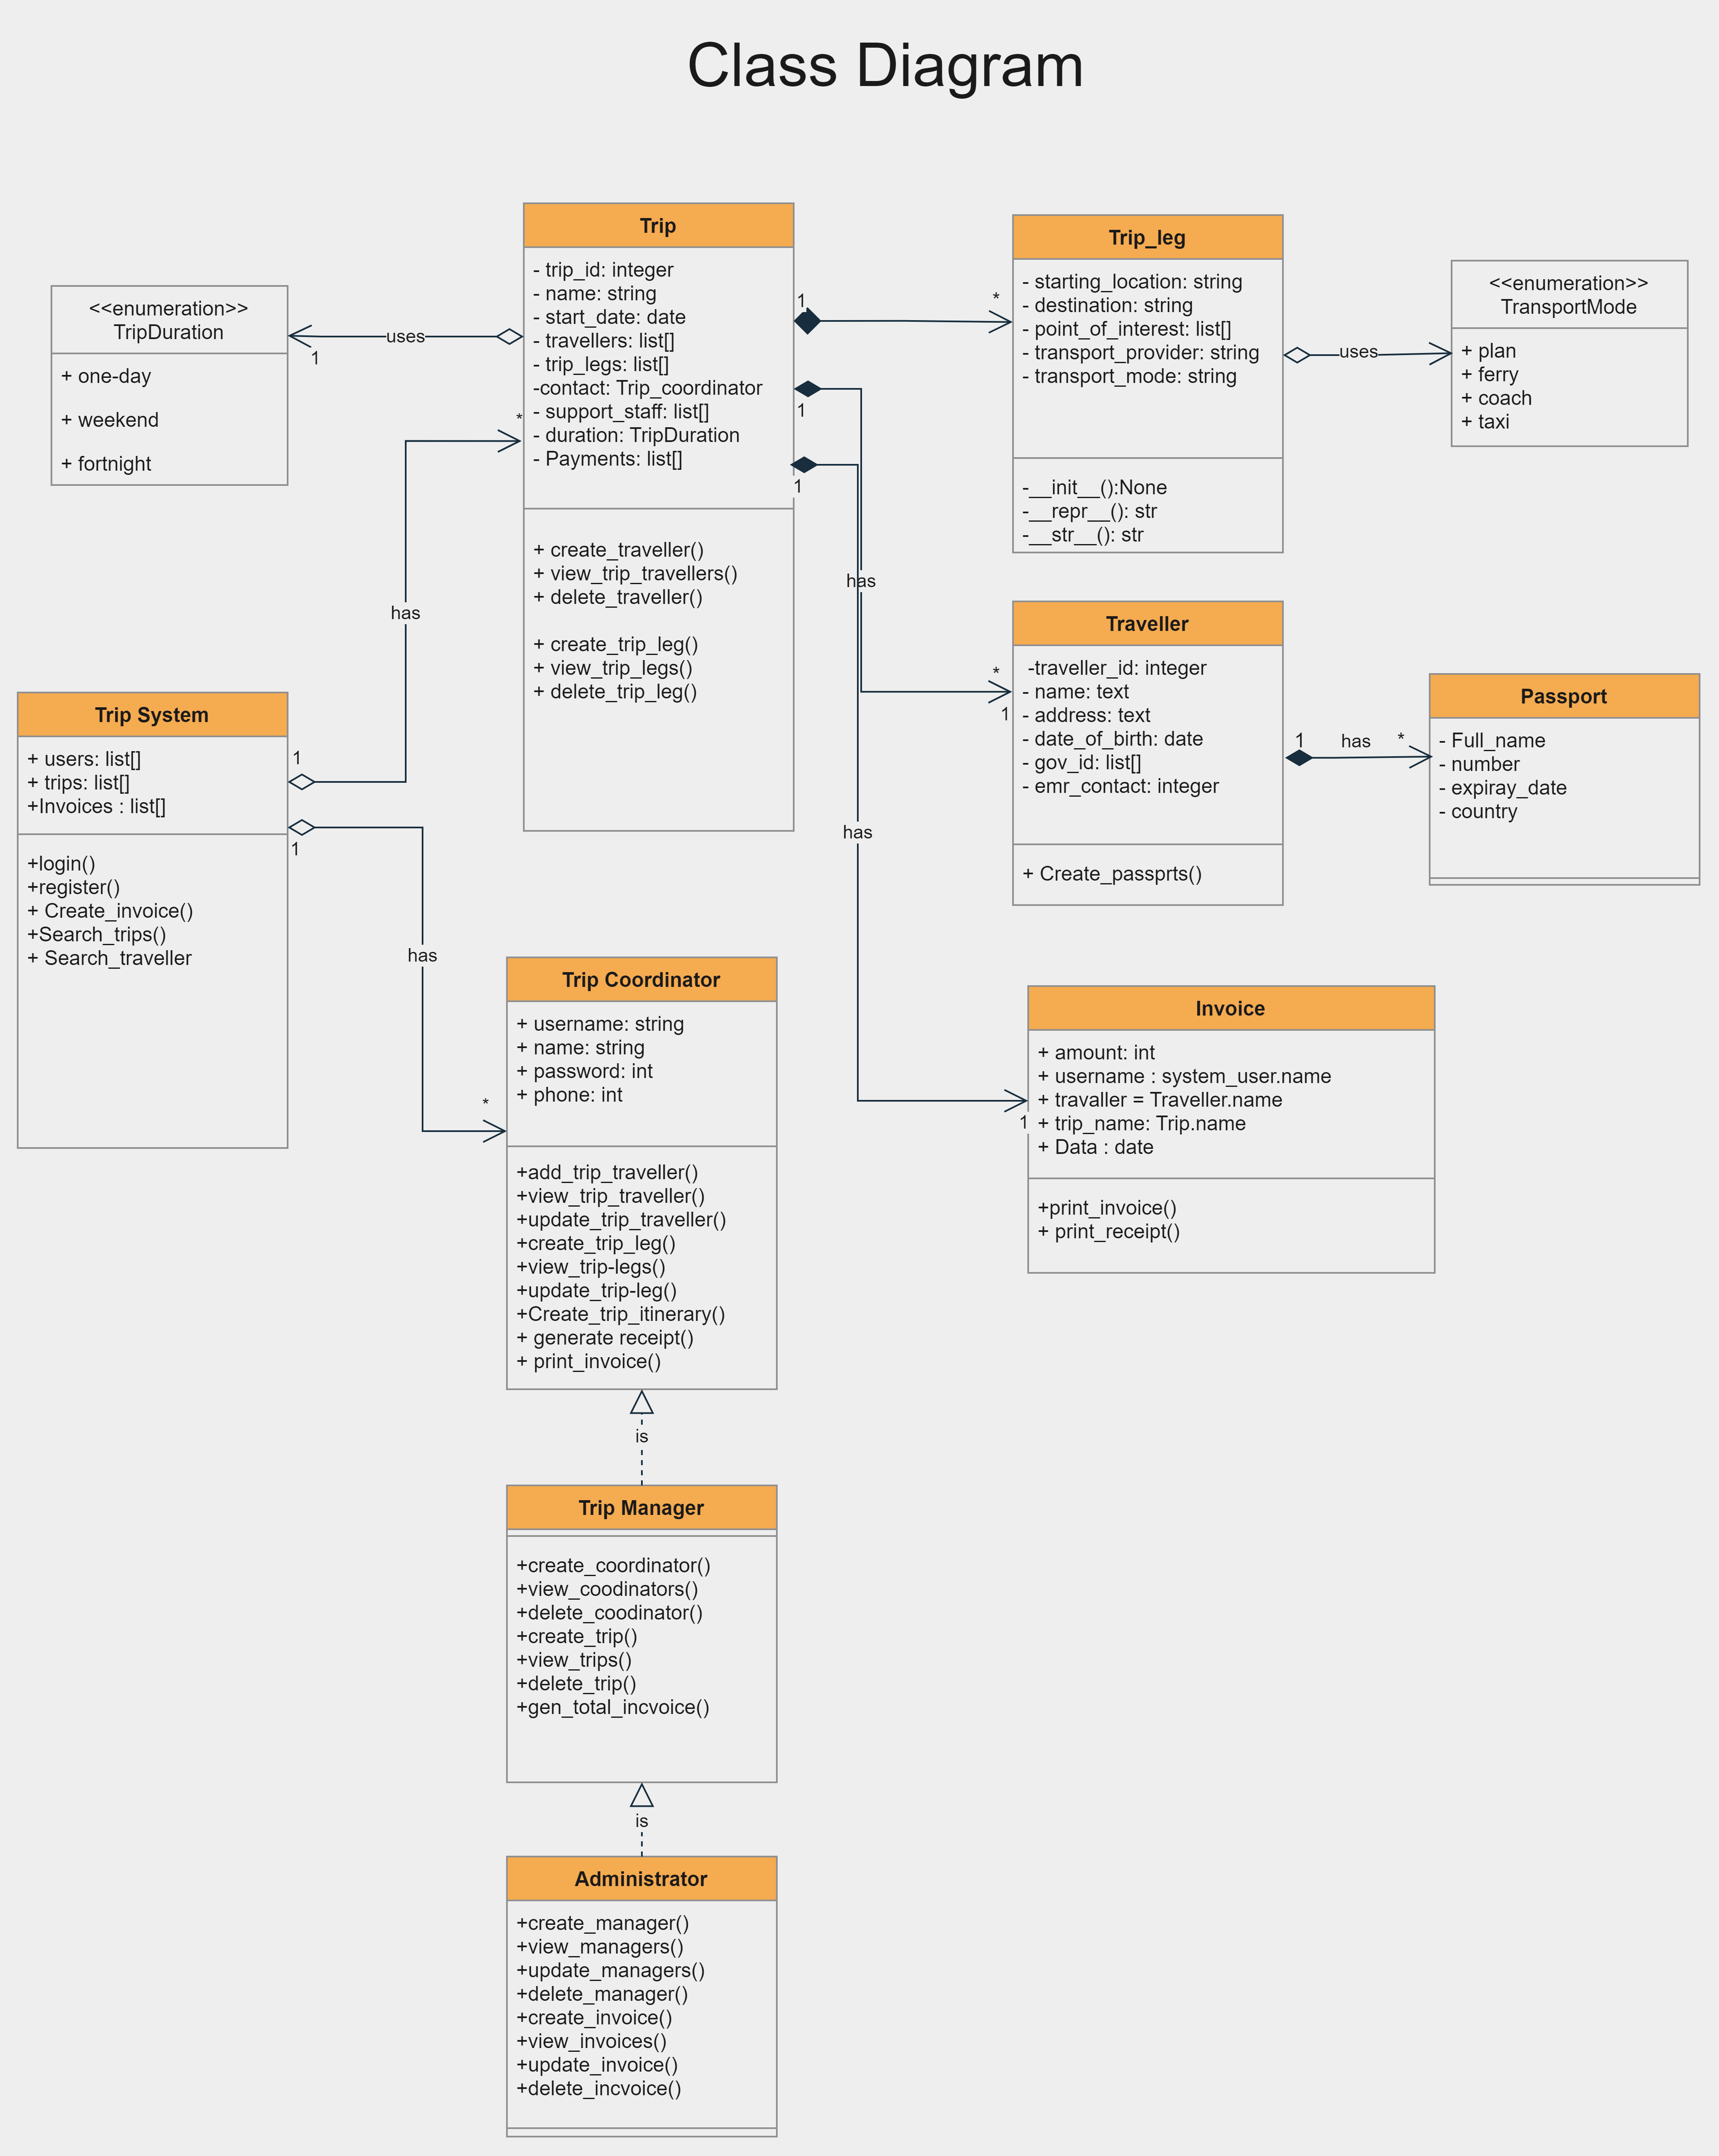 Class Diagram
Trip
- trip_id: integer
- name: string
- start_date: date
- travellers: list[]
- trip_legs: list[]
-contact: Trip_coordinator
- support_staff: list[]
- duration: TripDuration
- Payments: list[]
+ create_traveller()
+ view_trip_travellers()
+ delete_traveller()
+ create_trip_leg()
+ view_trip_legs()
+ delete_trip_leg()
<<enumeration>>
TripDuration
+ one-day
+ weekend
+ fortnight
1
uses
*
1
1
1
*
Trip_leg
- starting_location: string
- destination: string
- point_of_interest: list[]
- transport_provider: string
- transport_mode: string
-__init__():None
-__repr__(): str
-__str__(): str
uses
<<enumeration>>
TransportMode
+ plan
+ ferry
+ coach
+ taxi
has
has
has
*
1
Traveller
-traveller_id: integer
- name: text
- address: text
- date_of_birth: date
- gov_id: list[]
- emr_contact: integer
+ Create_passprts()
1
has
*
Passport
- Full_name
- number
- expiray_date
- country
Trip System
+ users: list[]
+ trips: list[]
+Invoices : list[]
+login()
+register()
+ Create_invoice()
+Search_trips()
+ Search_traveller
1
1
has
*
Trip Coordinator
+ username: string
+ name: string
+ password: int
+ phone: int
+add_trip_traveller()
+view_trip_traveller()
+update_trip_traveller()
+create_trip_leg()
+view_trip-legs()
+update_trip-leg()
+Create_trip_itinerary()
+ generate receipt()
+ print_invoice()
1
Invoice
+ amount: int
+ username : system_user.name
+ travaller = Traveller.name
+ trip_name: Trip.name
+ Data : date
+print_invoice()
+ print_receipt()
is
Trip Manager
+create_coordinator()
+view_coodinators()
+delete_coodinator()
+create_trip()
+view_trips()
+delete_trip()
+gen_total_incvoice()
is
Administrator
+create_manager()
+view_managers()
+update_managers()
+delete_manager()
+create_invoice()
+view_invoices()
+update_invoice()
+delete_incvoice()